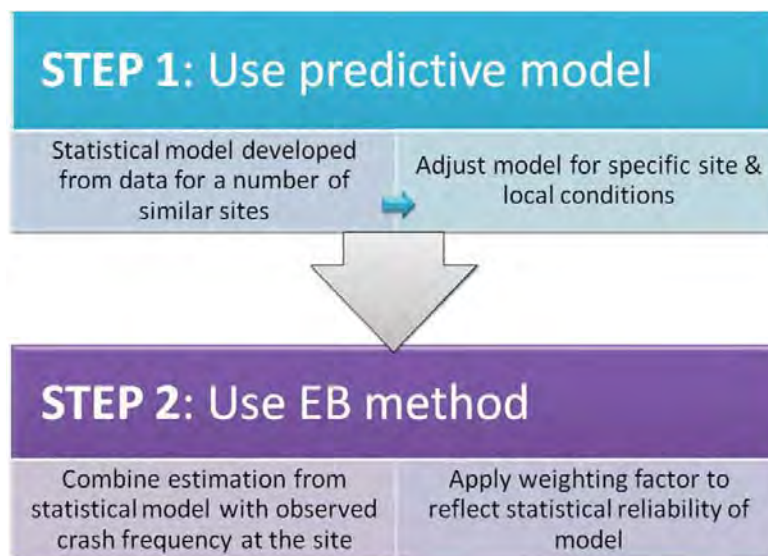 STEP 1: Use predictive model
Statistical model developed
from data for a number of
similar sites
Adjust model for specific site &
local conditions
STEP 2: Use EB method
Combine estimation from
statistical model with observed
crash frequency at the site
Apply weighting factor to
reflect statistical reliability of
model